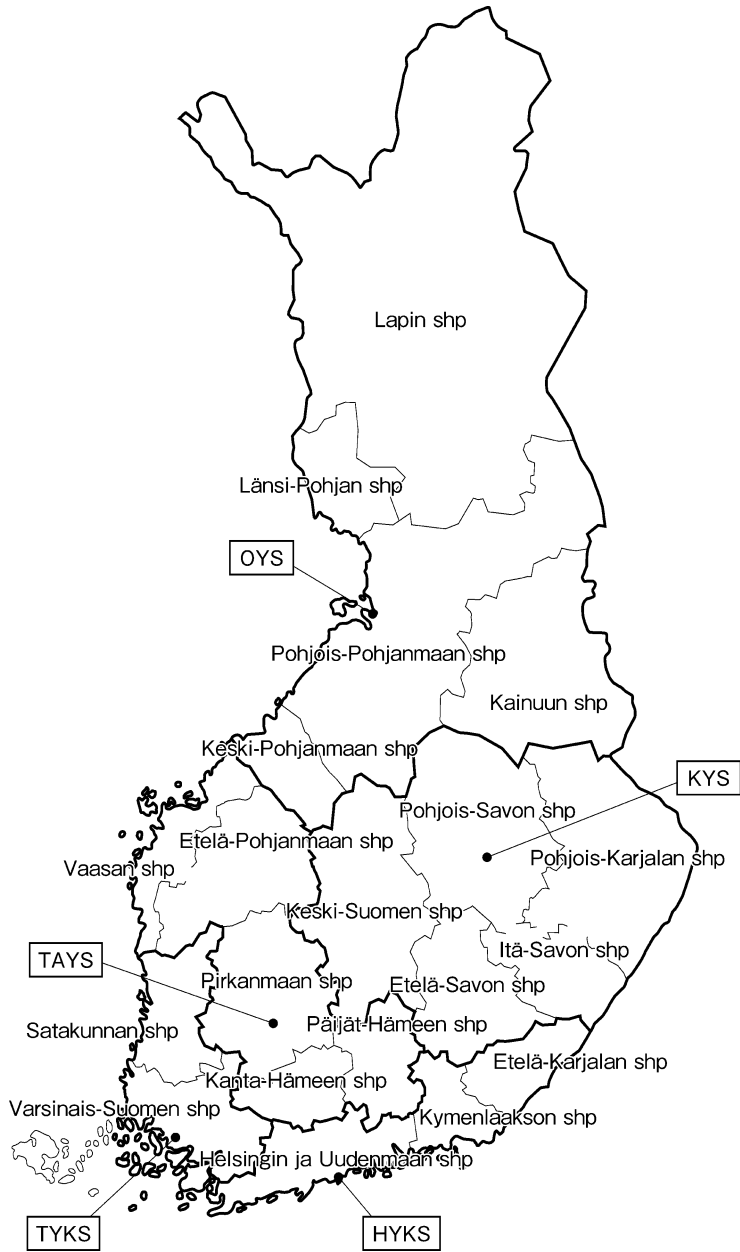 Lapin shp
Länsi-Pohjan shp
OYS
Pohjois-Pohjanmaan shp
Kainuun shp
Keski-Pohjanmaan shp
KYS
Pohjois-Savon shp
Etelä-Pohjanmaan shp
Pohjois-Karjalan shp
Vaasan shp
Keski-Suomen shp
Itä-Savon shp
TAYS
Pirkanmaan shp
Etelä-Savon shp
Päijät-Hämeen shp
Satakunnan shp
Etelä-Karjalan shp
Kanta-Hämeen shp
Varsinais-Suomen shp
Kymenlaakson shp
Helsingin ja Uudenmaan shp
TYKS
HYKS